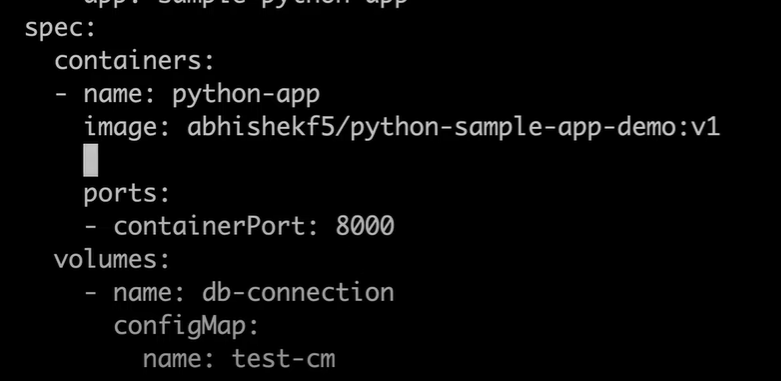 app: sample-python-app
spec:
  containers:
  - name: python-app
    image: abhishekf5/python-sample-app-demo:v1
    ports:
    - containerPort: 8000
  volumes:
    - name: db-connection
      configMap:
        name: test-cm